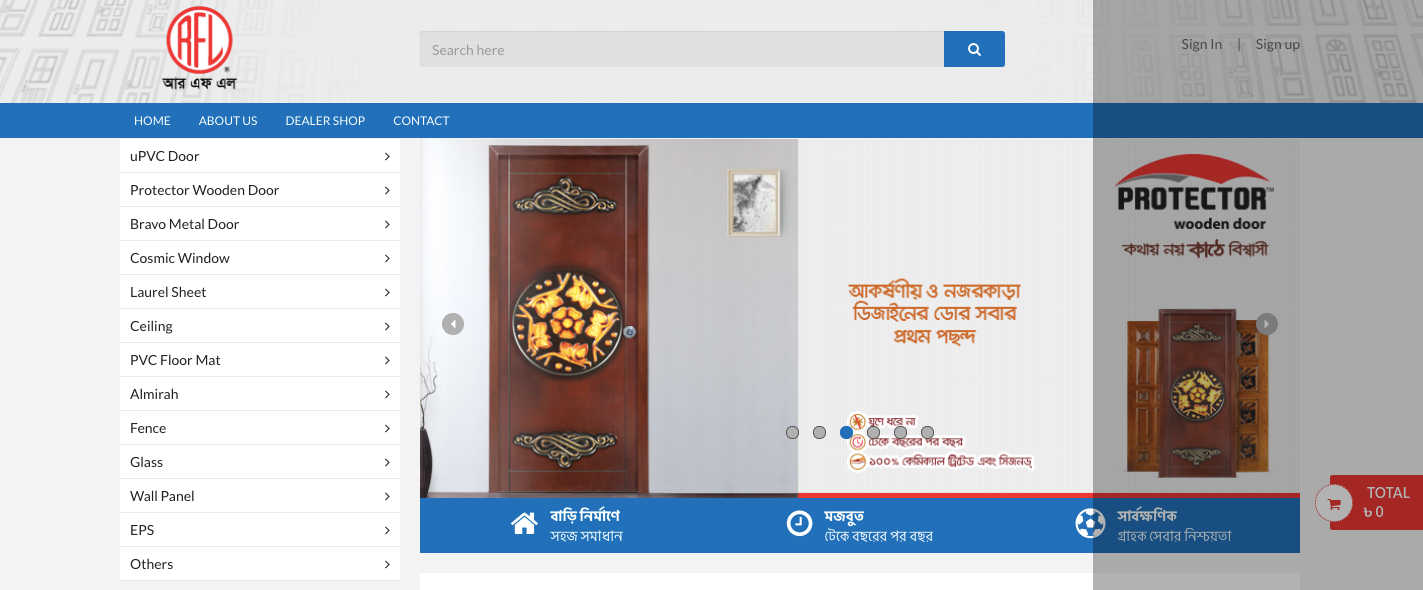 RFL
আর এফ এল
Search here
Sign In | Sign up
HOME ABOUT US DEALER SHOP CONTACT
uPVC Door
Protector Wooden Door
Bravo Metal Door
Cosmic Window
Laurel Sheet
Ceiling
PVC Floor Mat
Almirah
Fence
Glass
Wall Panel
EPS
Others
আকর্ষণীয় ও নজরকাড়া
ডিজাইনের ডোর সবার
প্রথম পছন্দ
ঘুণে ধরে না
টেকে বছরের পর বছর
১০০% কেমিক্যাল ট্রিটেড এবং সিজনড্
PROTECTOR™
wooden door
কথায় নয় কাঠে বিশ্বাসী
বাড়ি নির্মাণে
সহজ সমাধান
মজবুত
টেকে বছরের পর বছর
সার্বক্ষণিক
গ্রাহক সেবার নিশ্চয়তা
TOTAL
৳ 0